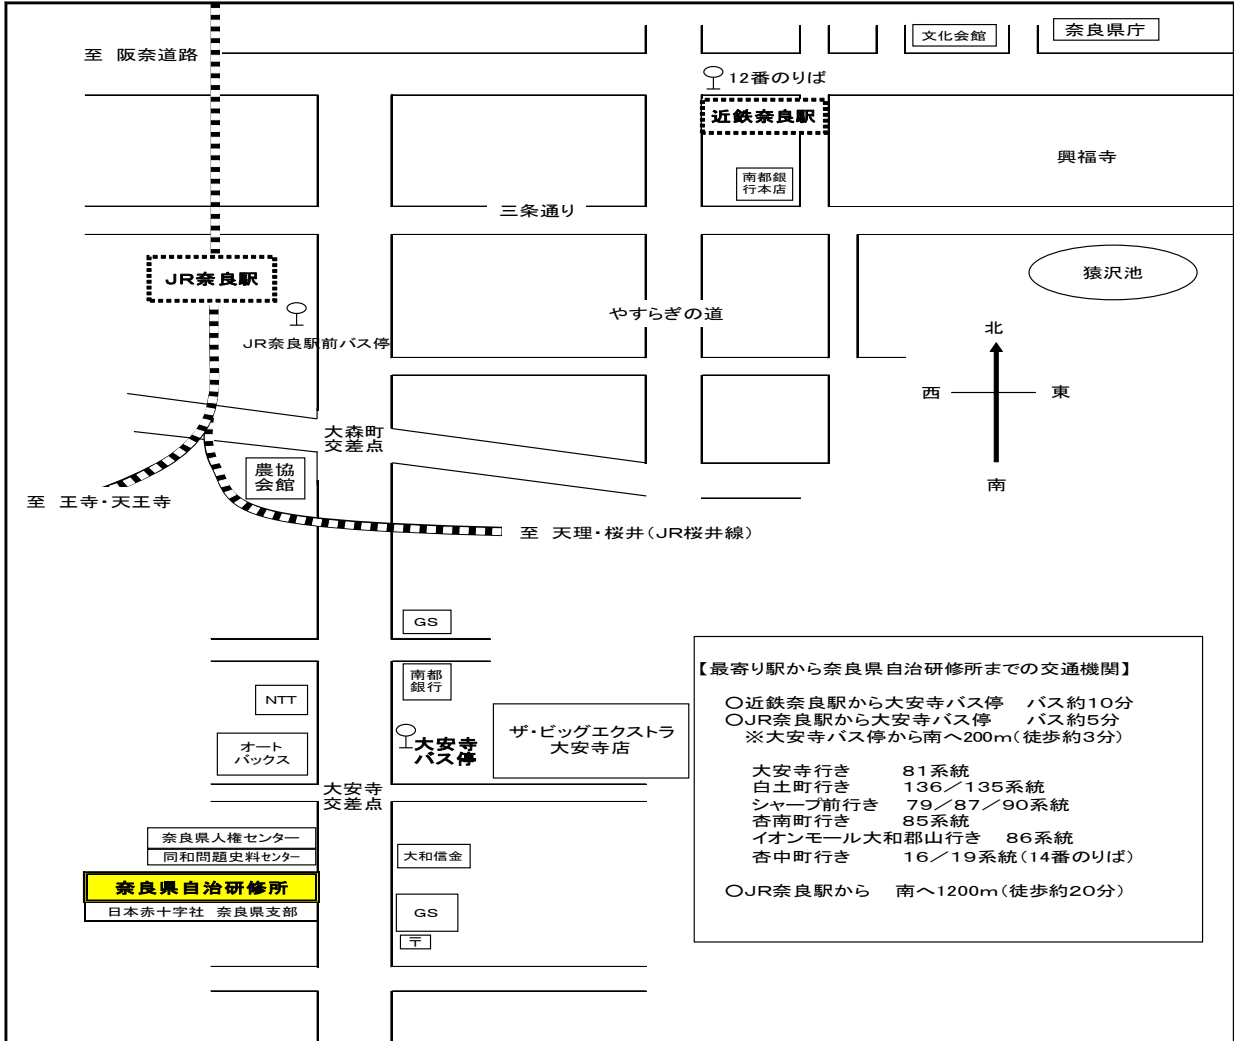 文化会館
奈良県庁
至 阪奈道路
12番のりば
近鉄奈良駅
興福寺
南都銀
行本店
三条通り
JR奈良駅
猿沢池
やすらぎの道
JR奈良駅前バス停
北
西
東
南
大森町
交差点
農協
会館
至 王寺・天王寺
至 天理・桜井(JR桜井線)
GS
南都
銀行
NTT
オート
バックス
大安寺
バス停
ザ・ビッグエクストラ
大安寺店
大安寺
交差点
奈良県人権センター
同和問題史料センター
大和信金
奈良県自治研修所
日本赤十字社 奈良県支部
GS
〒
【最寄り駅から奈良県自治研修所までの交通機関】
○近鉄奈良駅から大安寺バス停 バス約10分
○JR奈良駅から大安寺バス停 バス約5分
※大安寺バス停から南へ200m(徒歩約3分)
大安寺行き 81系統
白土町行き 136/135系統
シャープ前行き 79/87/90系統
杏南町行き 85系統
イオンモール大和郡山行き 86系統
杏中町行き 16/19系統(14番のりば)
○JR奈良駅から 南へ1200m(徒歩約20分)